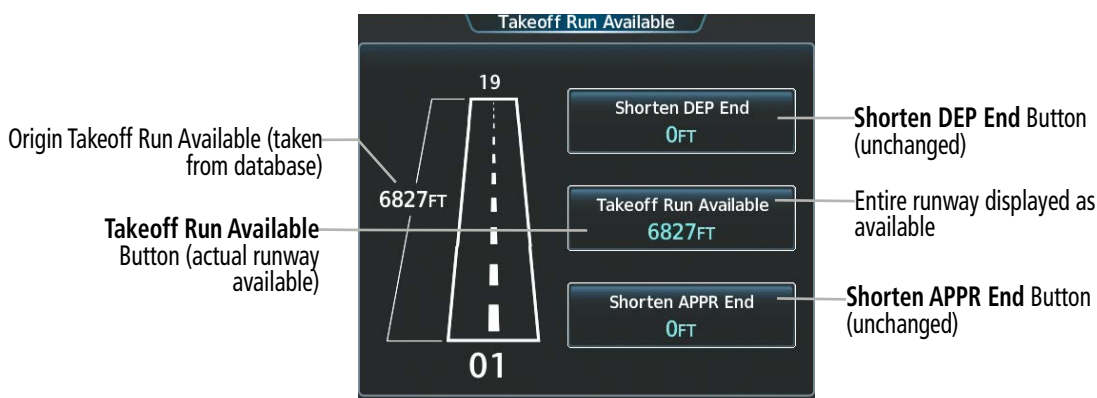 Takeoff Run Available
19
Shorten DEP End
0FT
Shorten DEP End Button
(unchanged)
Origin Takeoff Run Available (taken
from database)
6827FT
Takeoff Run Available
6827FT
Entire runway displayed as
available
Takeoff Run Available
Button (actual runway
available)
Shorten APPR End
0FT
Shorten APPR End Button
(unchanged)
01